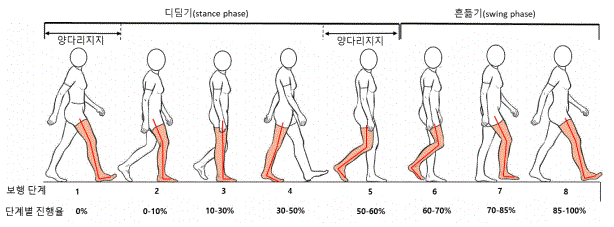 디딤기(stance phase) 흔들기(swing phase)
양다리지지 양다리지지
보행 단계 1 2 3 4 5 6 7 8
단계별 진행율 0% 0-10% 10-30% 30-50% 50-60% 60-70% 70-85% 85-100%